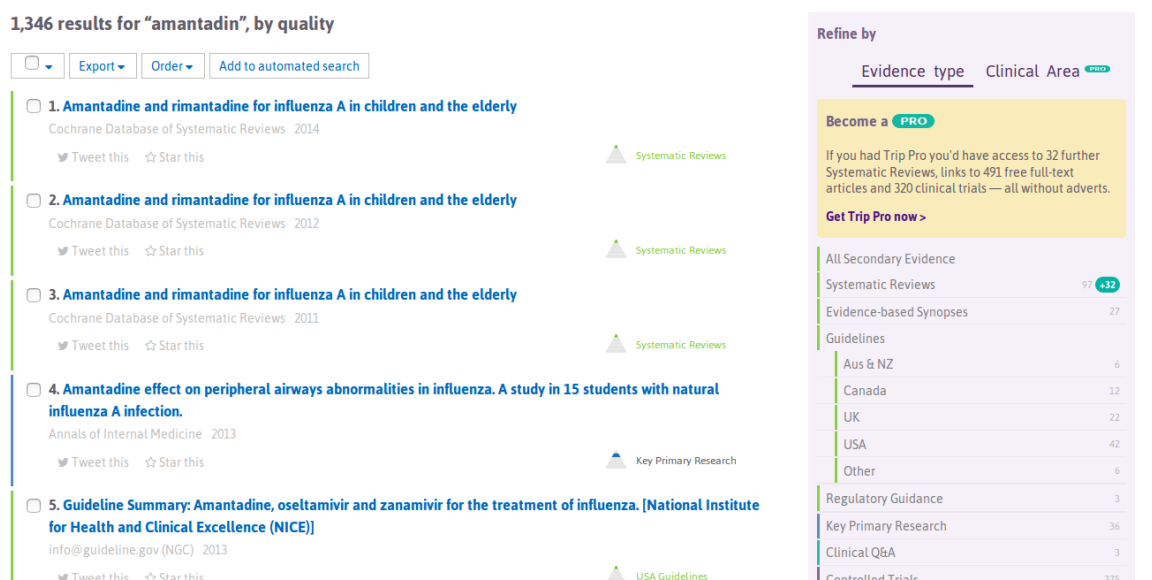 1,346 results for “amantadin”, by quality
Export
Order
Add to automated search
1. Amantadine and rimantadine for influenza A in children and the elderly
Cochrane Database of Systematic Reviews 2014
Tweet this Star this
Systematic Reviews
2. Amantadine and rimantadine for influenza A in children and the elderly
Cochrane Database of Systematic Reviews 2012
Tweet this Star this
Systematic Reviews
3. Amantadine and rimantadine for influenza A in children and the elderly
Cochrane Database of Systematic Reviews 2011
Tweet this Star this
Systematic Reviews
4. Amantadine effect on peripheral airways abnormalities in influenza. A study in 15 students with natural
influenza A infection.
Annals of Internal Medicine 2013
Tweet this Star this
Key Primary Research
5. Guideline Summary: Amantadine, oseltamivir and zanamivir for the treatment of influenza. [National Institute
for Health and Clinical Excellence (NICE)]
info@guideline.gov (NGC) 2013
Tweet this Star this
USA Guidelines
Refine by
Evidence type Clinical Area PRO
Become a PRO
If you had Trip Pro you'd have access to 32 further
Systematic Reviews, links to 491 free full-text
articles and 320 clinical trials — all without adverts.
Get Trip Pro now >
All Secondary Evidence
Systematic Reviews 97 +32
Evidence-based Synopses 27
Guidelines
Aus & NZ 6
Canada 12
UK 22
USA 42
Other 6
Regulatory Guidance 3
Key Primary Research 36
Clinical Q&A 3
Controlled Trials 275